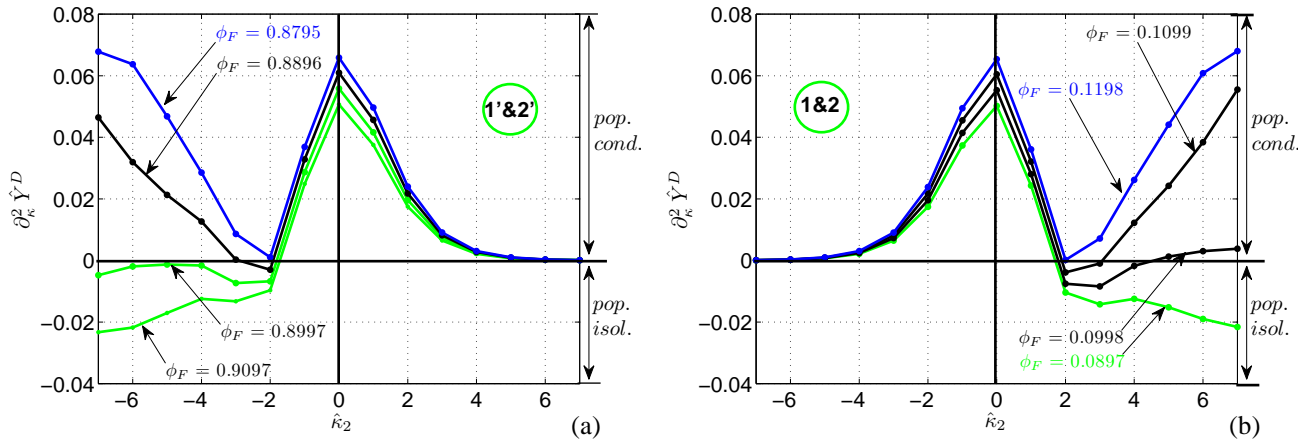 0.08
0.06
0.04
0.02
0
−0.02
−0.04
∂²_κ Ŷ^D
−6 −4 −2 0 2 4 6
κ̂₂
(a)
ϕ_F = 0.8795
ϕ_F = 0.8896
1'&2'
ϕ_F = 0.8997
ϕ_F = 0.9097
pop.
cond.
pop.
isol.
0.08
0.06
0.04
0.02
0
−0.02
−0.04
∂²_κ Ŷ^D
−6 −4 −2 0 2 4 6
κ̂₂
(b)
ϕ_F = 0.1099
1&2
ϕ_F = 0.1198
ϕ_F = 0.0998
ϕ_F = 0.0897
pop.
cond.
pop.
isol.